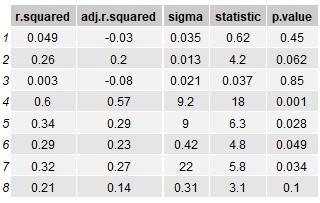 r.squared adj.r.squared sigma statistic p.value
1 0.049 -0.03 0.035 0.62 0.45
2 0.26 0.2 0.013 4.2 0.062
3 0.003 -0.08 0.021 0.037 0.85
4 0.6 0.57 9.2 18 0.001
5 0.34 0.29 9 6.3 0.028
6 0.29 0.23 0.42 4.8 0.049
7 0.32 0.27 22 5.8 0.034
8 0.21 0.14 0.31 3.1 0.1